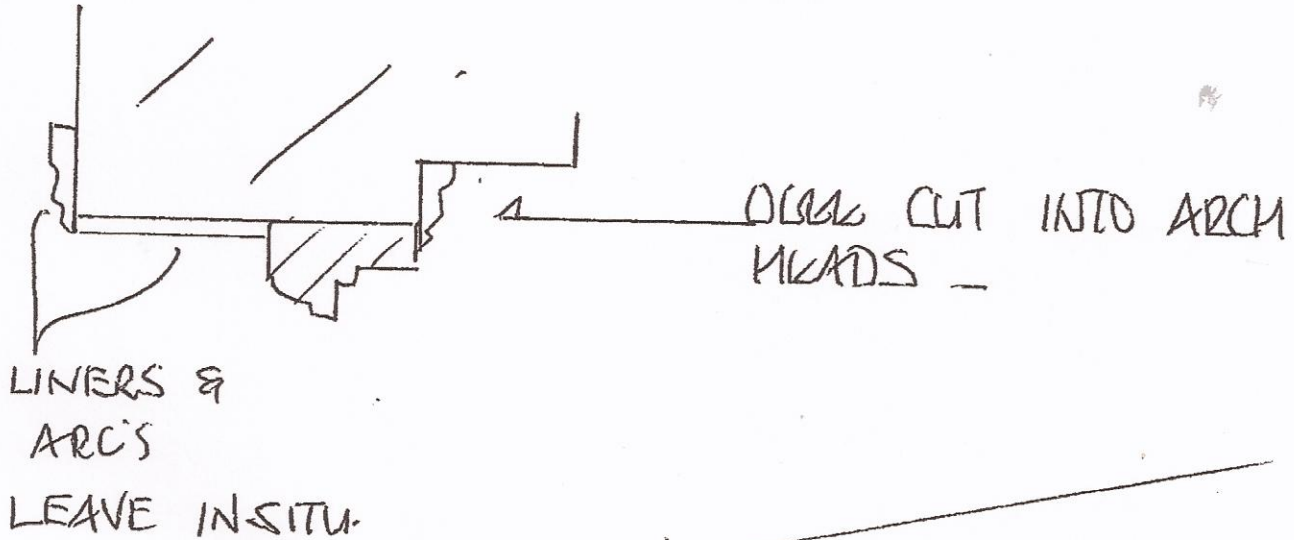 OGEE CUT INTO ARCH
HEADS –
LINERS &
ARC'S
LEAVE INSITU.